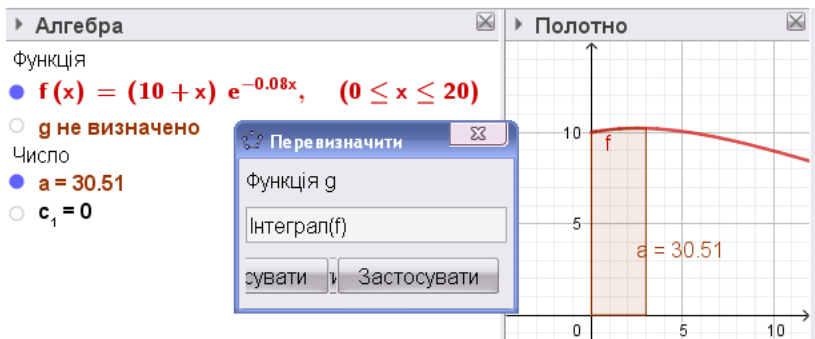 Алгебра
Функція
f (x) = (10 + x) e^{-0.08x}, (0 ≤ x ≤ 20)
g не визначено
Число
a = 30.51
c₁ = 0
Перевизначити
Функція g
Інтеграл(f)
сувати
Застосувати
Полотно
10
f
5
a = 30.51
0
5
10